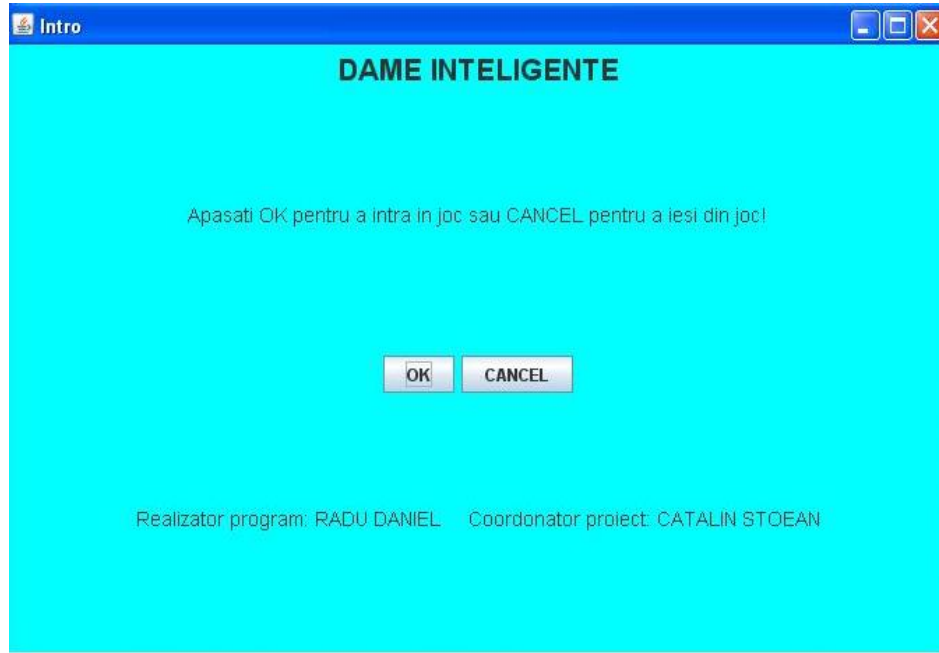 Intro
DAME INTELIGENTE
Apasati OK pentru a intra in joc sau CANCEL pentru a iesi din joc!
OK CANCEL
Realizator program: RADU DANIEL Coordonator proiect: CATALIN STOEAN